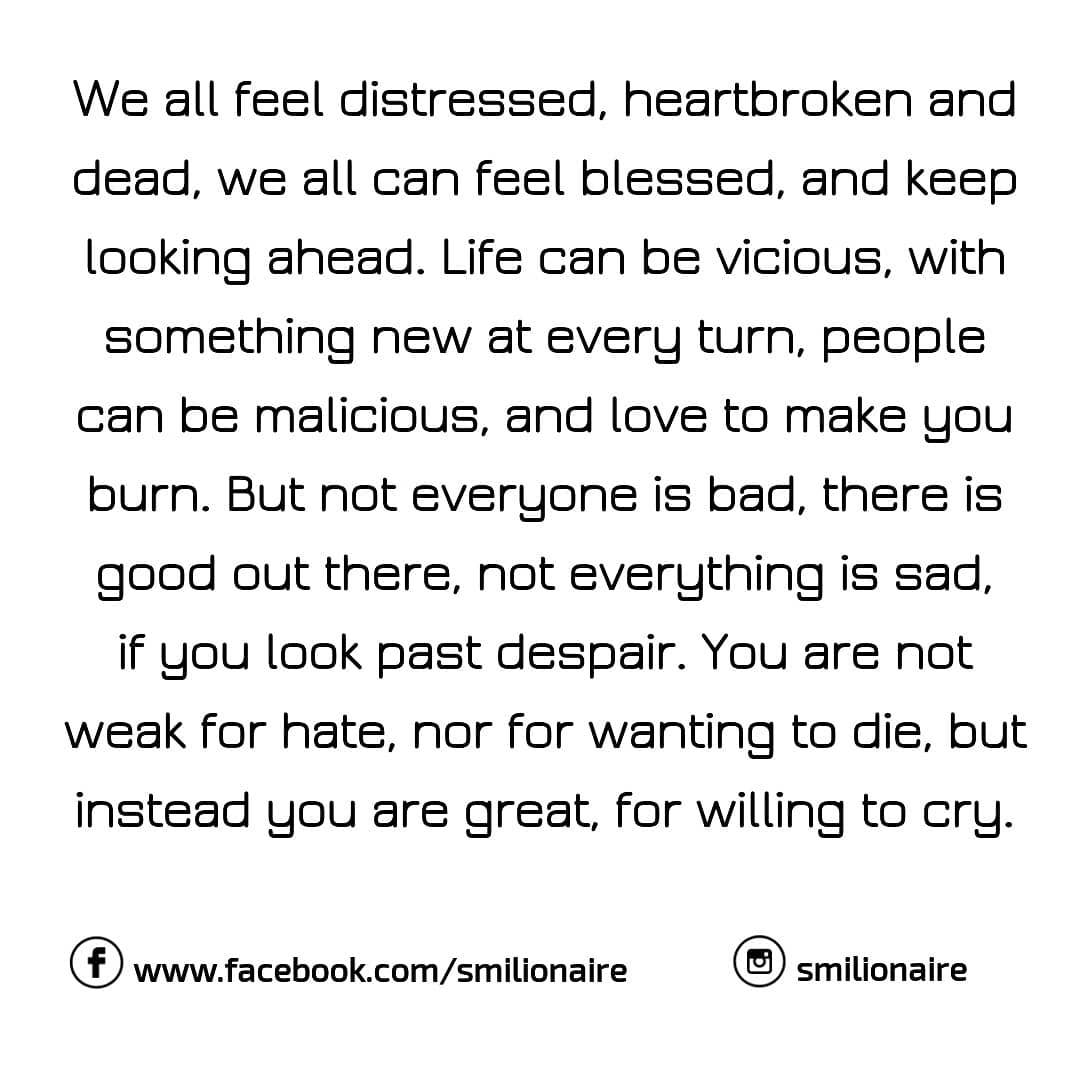 We all feel distressed, heartbroken and
dead, we all can feel blessed, and keep
looking ahead. Life can be vicious, with
something new at every turn, people
can be malicious, and love to make you
burn. But not everyone is bad, there is
good out there, not everything is sad,
if you look past despair. You are not
weak for hate, nor for wanting to die, but
instead you are great, for willing to cry.
www.facebook.com/smilionaire
smilionaire